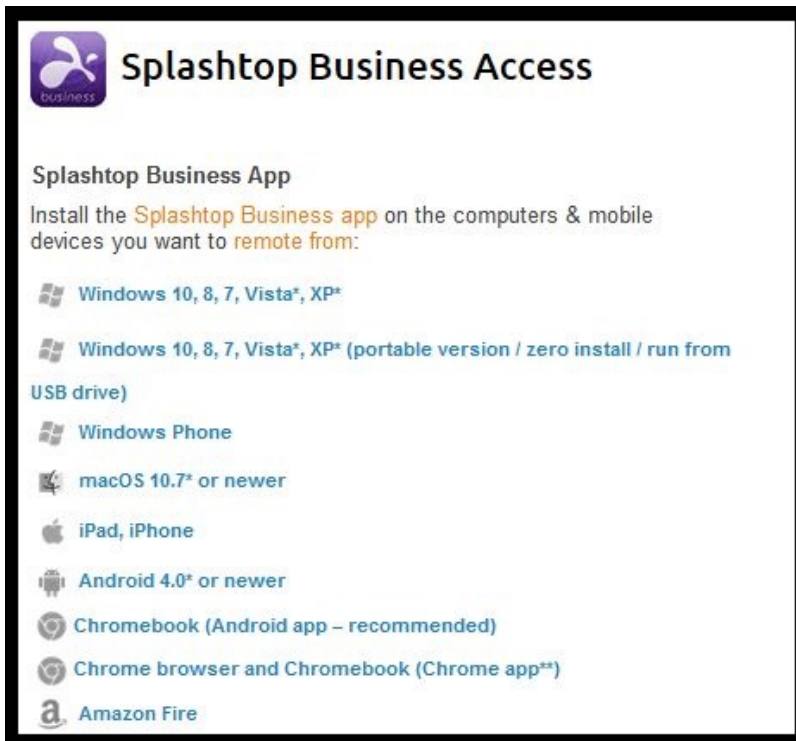 business
Splashtop Business Access
Splashtop Business App
Install the Splashtop Business app on the computers & mobile
devices you want to remote from:
Windows 10, 8, 7, Vista*, XP*
Windows 10, 8, 7, Vista*, XP* (portable version / zero install / run from
USB drive)
Windows Phone
macOS 10.7* or newer
iPad, iPhone
Android 4.0* or newer
Chromebook (Android app – recommended)
Chrome browser and Chromebook (Chrome app**)
Amazon Fire